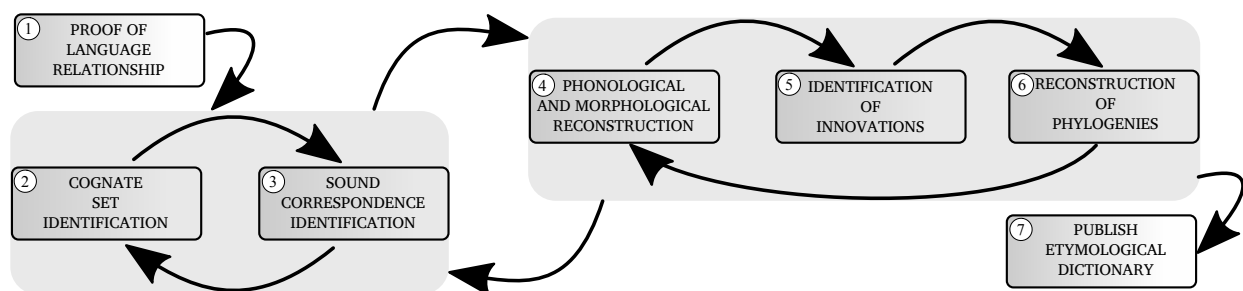 1
PROOF OF
LANGUAGE
RELATIONSHIP
2
COGNATE
SET
IDENTIFICATION
3
SOUND
CORRESPONDENCE
IDENTIFICATION
4
PHONOLOGICAL
AND MORPHOLOGICAL
RECONSTRUCTION
5
IDENTIFICATION
OF
INNOVATIONS
6
RECONSTRUCTION
OF
PHYLOGENIES
7
PUBLISH
ETYMOLOGICAL
DICTIONARY